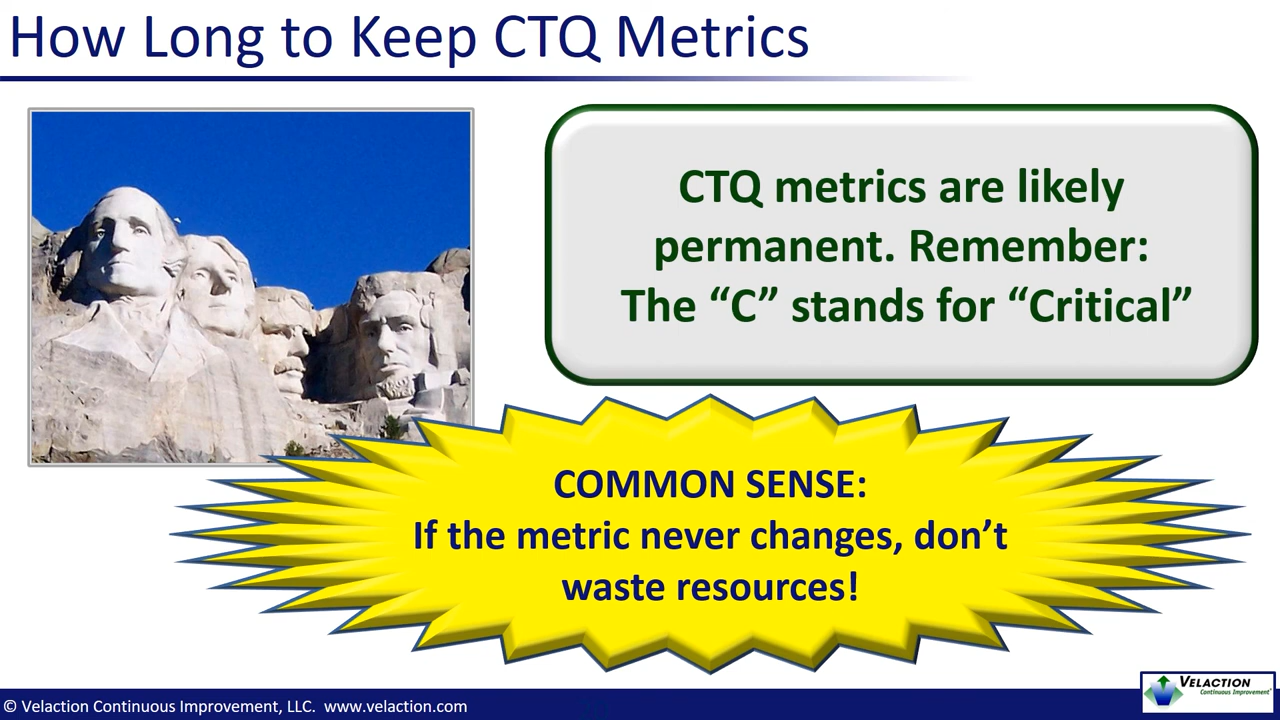 How Long to Keep CTQ Metrics
CTQ metrics are likely
permanent. Remember:
The “C” stands for “Critical”
COMMON SENSE:
If the metric never changes, don’t
waste resources!
© Velaction Continuous Improvement, LLC.  www.velaction.com
VELACTION
Continuous Improvement